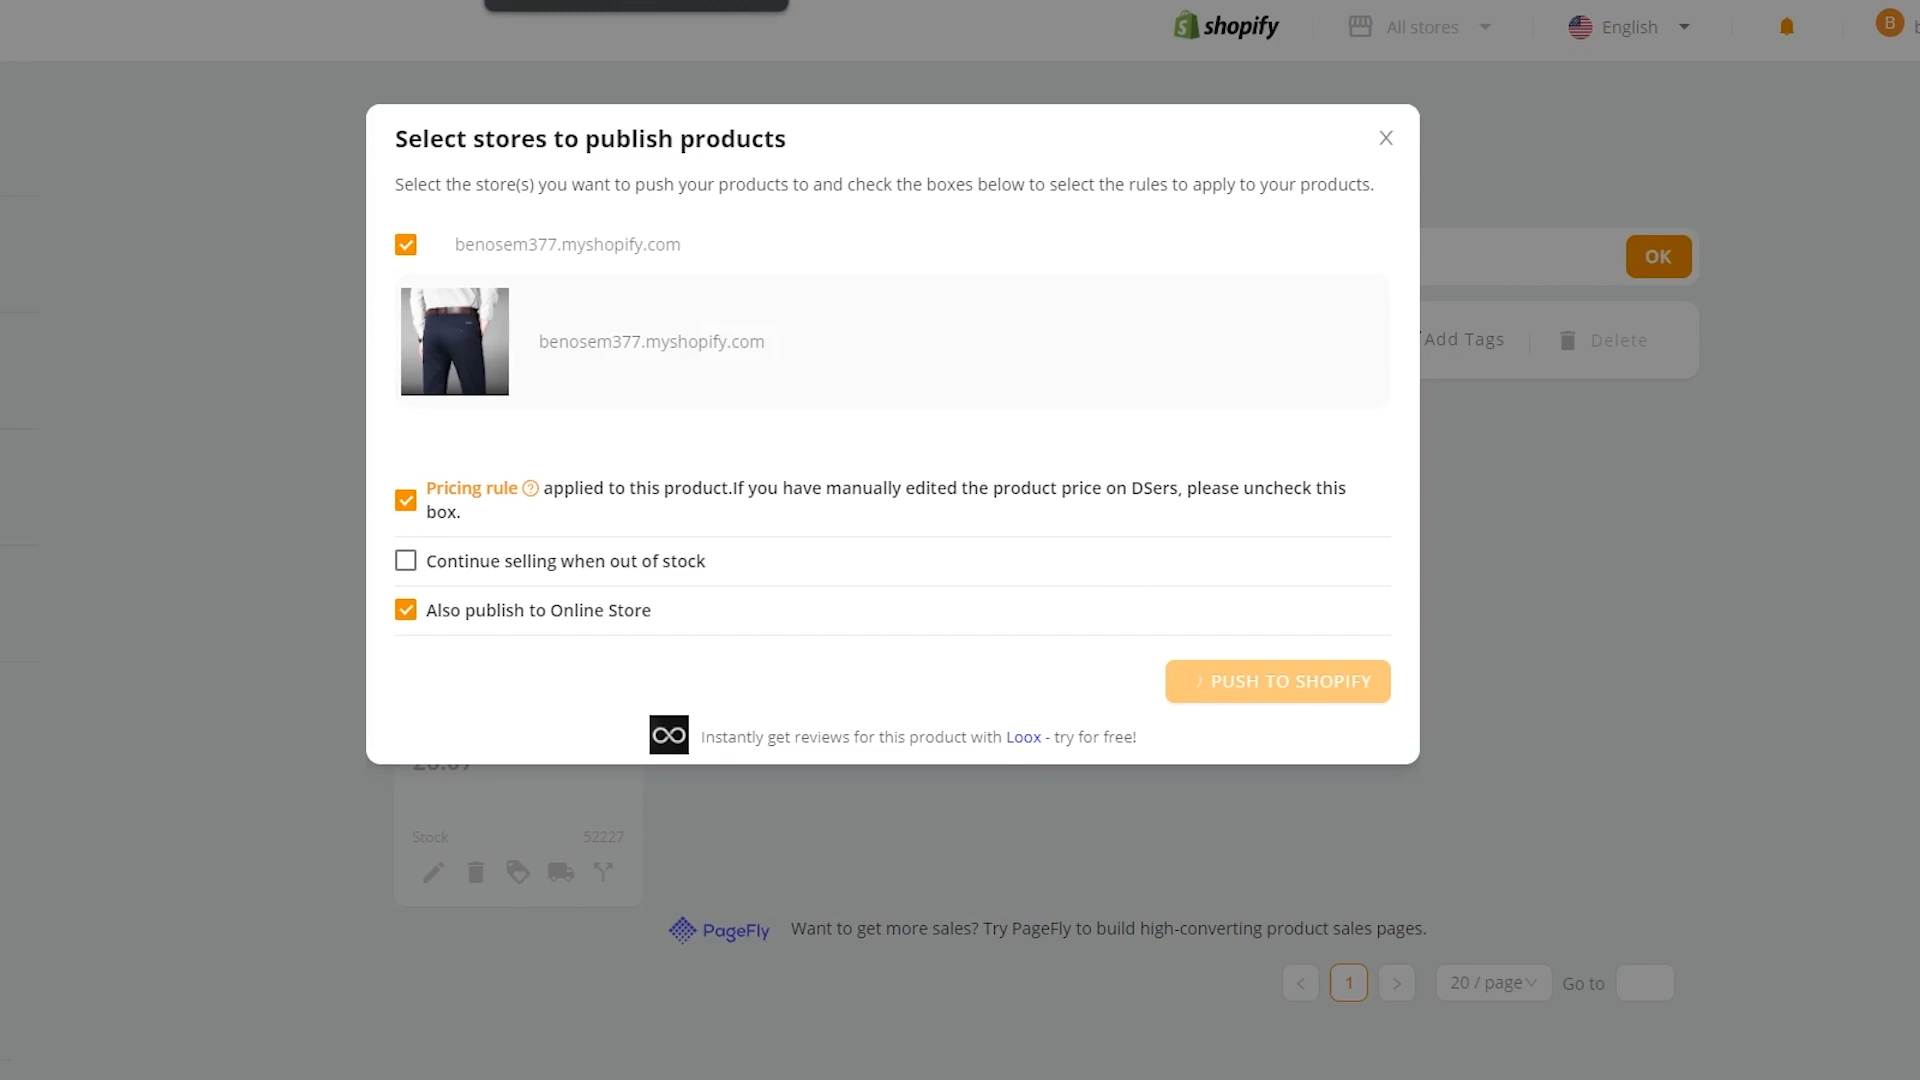 shopify
All stores
English
B
Select stores to publish products
Select the store(s) you want to push your products to and check the boxes below to select the rules to apply to your products.
benosem377.myshopify.com
OK
benosem377.myshopify.com
Add Tags
Delete
Pricing rule ? applied to this product.If you have manually edited the product price on DSers, please uncheck this
box.
Continue selling when out of stock
Also publish to Online Store
PUSH TO SHOPIFY
Instantly get reviews for this product with Loox - try for free!
Stock 52227
PageFly Want to get more sales? Try PageFly to build high-converting product sales pages.
< 1 > 20 / page Go to